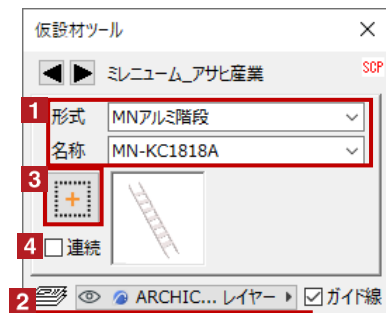 仮設材ツール
ミレニューム_アサヒ産業
SCP
1 形式 MNアルミ階段
名称 MN-KC1818A
3
4 連続
2 ARCHIC... レイヤー ガイド線